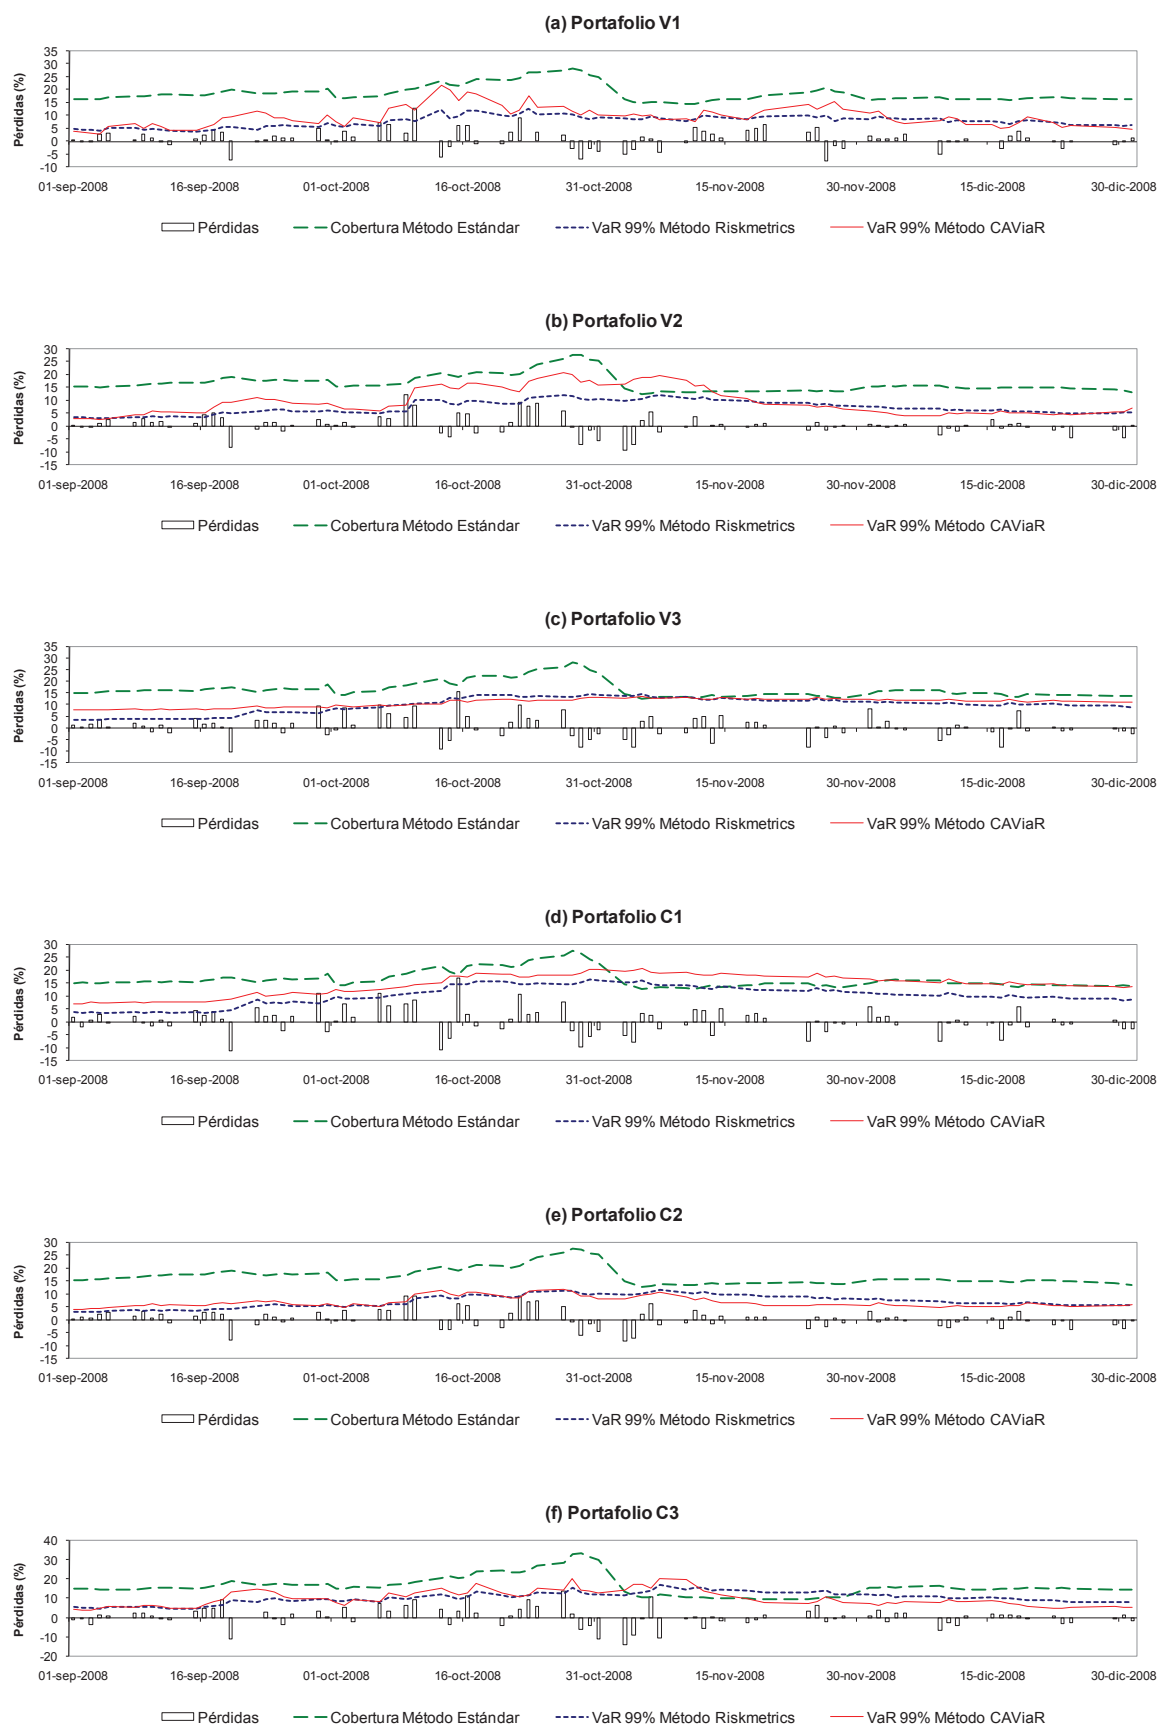 (a) Portafolio V1
Pérdidas (%)
35
30
25
20
15
10
5
0
-5
-10
01-sep-2008 16-sep-2008 01-oct-2008 16-oct-2008 31-oct-2008 15-nov-2008 30-nov-2008 15-dic-2008 30-dic-2008
Pérdidas Cobertura Método Estándar VaR 99% Método Riskmetrics VaR 99% Método CAViaR
(b) Portafolio V2
Pérdidas (%)
30
25
20
15
10
5
0
-5
-10
-15
01-sep-2008 16-sep-2008 01-oct-2008 16-oct-2008 31-oct-2008 15-nov-2008 30-nov-2008 15-dic-2008 30-dic-2008
Pérdidas Cobertura Método Estándar VaR 99% Método Riskmetrics VaR 99% Método CAViaR
(c) Portafolio V3
Pérdidas (%)
35
30
25
20
15
10
5
0
-5
-10
-15
01-sep-2008 16-sep-2008 01-oct-2008 16-oct-2008 31-oct-2008 15-nov-2008 30-nov-2008 15-dic-2008 30-dic-2008
Pérdidas Cobertura Método Estándar VaR 99% Método Riskmetrics VaR 99% Método CAViaR
(d) Portafolio C1
Pérdidas (%)
30
25
20
15
10
5
0
-5
-10
-15
01-sep-2008 16-sep-2008 01-oct-2008 16-oct-2008 31-oct-2008 15-nov-2008 30-nov-2008 15-dic-2008 30-dic-2008
Pérdidas Cobertura Método Estándar VaR 99% Método Riskmetrics VaR 99% Método CAViaR
(e) Portafolio C2
Pérdidas (%)
30
25
20
15
10
5
0
-5
-10
-15
01-sep-2008 16-sep-2008 01-oct-2008 16-oct-2008 31-oct-2008 15-nov-2008 30-nov-2008 15-dic-2008 30-dic-2008
Pérdidas Cobertura Método Estándar VaR 99% Método Riskmetrics VaR 99% Método CAViaR
(f) Portafolio C3
Pérdidas (%)
40
30
20
10
0
-10
-20
01-sep-2008 16-sep-2008 01-oct-2008 16-oct-2008 31-oct-2008 15-nov-2008 30-nov-2008 15-dic-2008 30-dic-2008
Pérdidas Cobertura Método Estándar VaR 99% Método Riskmetrics VaR 99% Método CAViaR